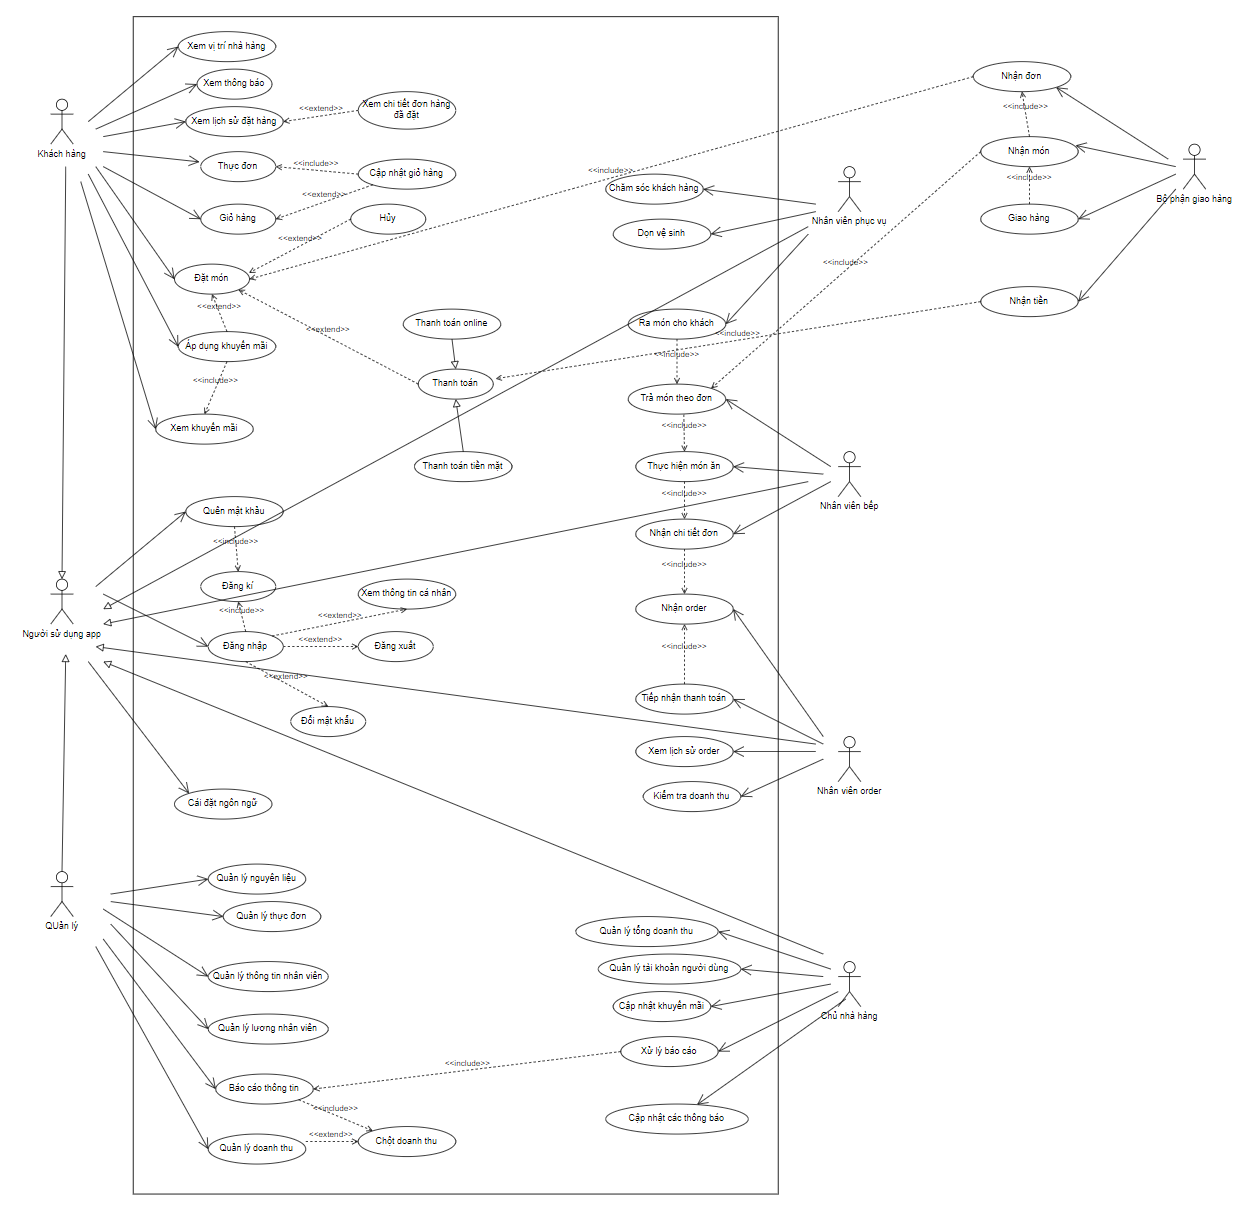 Xem vị trí nhà hàng
Xem thông báo
Nhận đơn
<<extend>>
Xem chi tiết đơn hàng
đã đặt
<<include>>
Xem lịch sử đặt hàng
Khách hàng
Nhận món
<<include>>
Thực đơn
Cập nhật giỏ hàng
<<include>>
<<include>>
Chăm sóc khách hàng
<<extend>>
Bộ phận giao hàng
Giỏ hàng
Hủy
Nhân viên phục vụ
Giao hàng
Dọn vệ sinh
<<extend>>
<<include>>
Đặt món
<<extend>>
Nhận tiền
Thanh toán online
Ra món cho khách
<<extend>>
<<include>>
Áp dụng khuyến mãi
<<include>>
<<include>>
Thanh toán
Trả món theo đơn
Xem khuyến mãi
<<include>>
Thanh toán tiền mặt
Thực hiện món ăn
<<include>>
Nhân viên bếp
Quên mật khẩu
<<include>>
Nhận chi tiết đơn
<<include>>
Đăng kí
Xem thông tin cá nhân
<<include>>
<<extend>>
Nhận order
Người sử dụng app
Đăng nhập
<<extend>>
Đăng xuất
<<include>>
<<extend>>
Đổi mật khẩu
Tiếp nhận thanh toán
Xem lịch sử order
Nhân viên order
Kiểm tra doanh thu
Cài đặt ngôn ngữ
Quản lý nguyên liệu
Quản lý thực đơn
QUản lý
Quản lý tổng doanh thu
Quản lý thông tin nhân viên
Quản lý tài khoản người dùng
Cập nhật khuyến mãi
Chủ nhà hàng
Quản lý lương nhân viên
Xử lý báo cáo
<<include>>
Báo cáo thông tin
<<include>>
Cập nhật các thông báo
<<extend>>
Chột doanh thu
Quản lý doanh thu